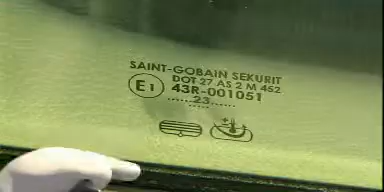 SAINT-GOBAIN SEKURIT
DOT 27 AS 2 M 452
E1 43R-001051
.......23......